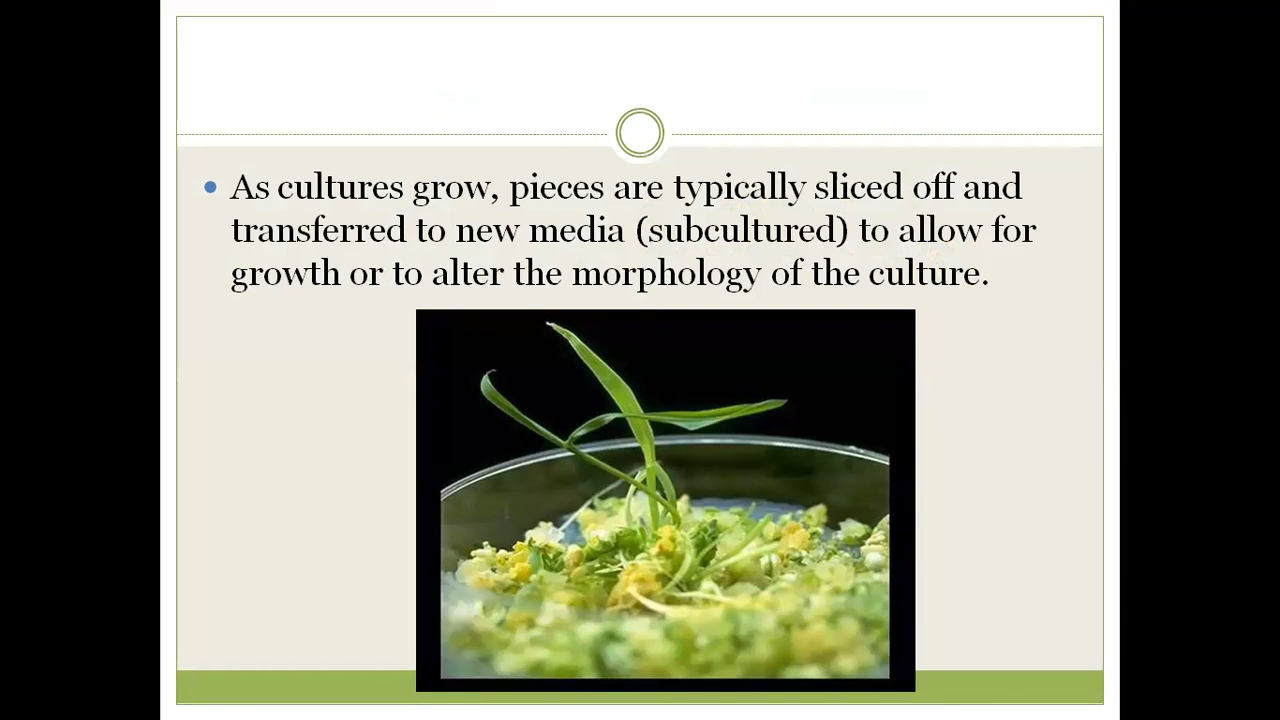 As cultures grow, pieces are typically sliced off and
transferred to new media (subcultured) to allow for
growth or to alter the morphology of the culture.